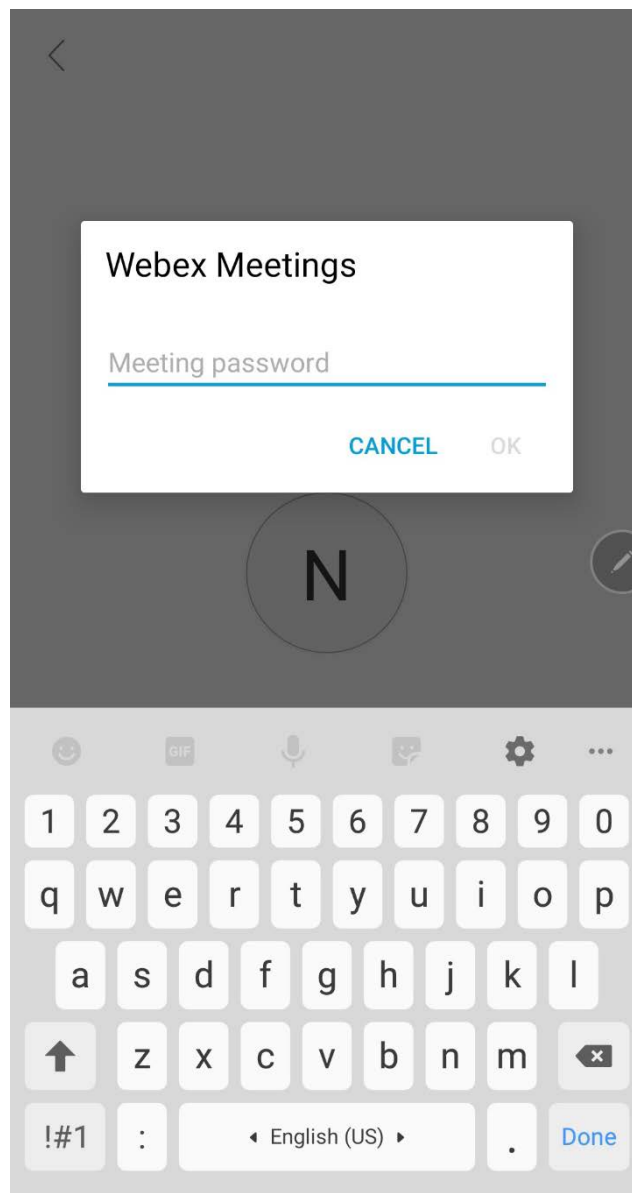 Webex Meetings
Meeting password
CANCEL OK
N
GIF
1 2 3 4 5 6 7 8 9 0
q w e r t y u i o p
a s d f g h j k l
z x c v b n m
!#1 : English (US) . Done